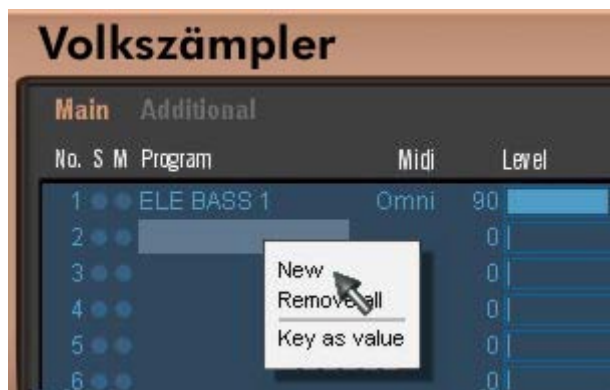 Volkszämpler
Main Additional
No. S M Program Midi Level
1 ELE BASS 1 Omni 90
2 0
3 0
4 0
5 0
6 0
New
Remove all
Key as value